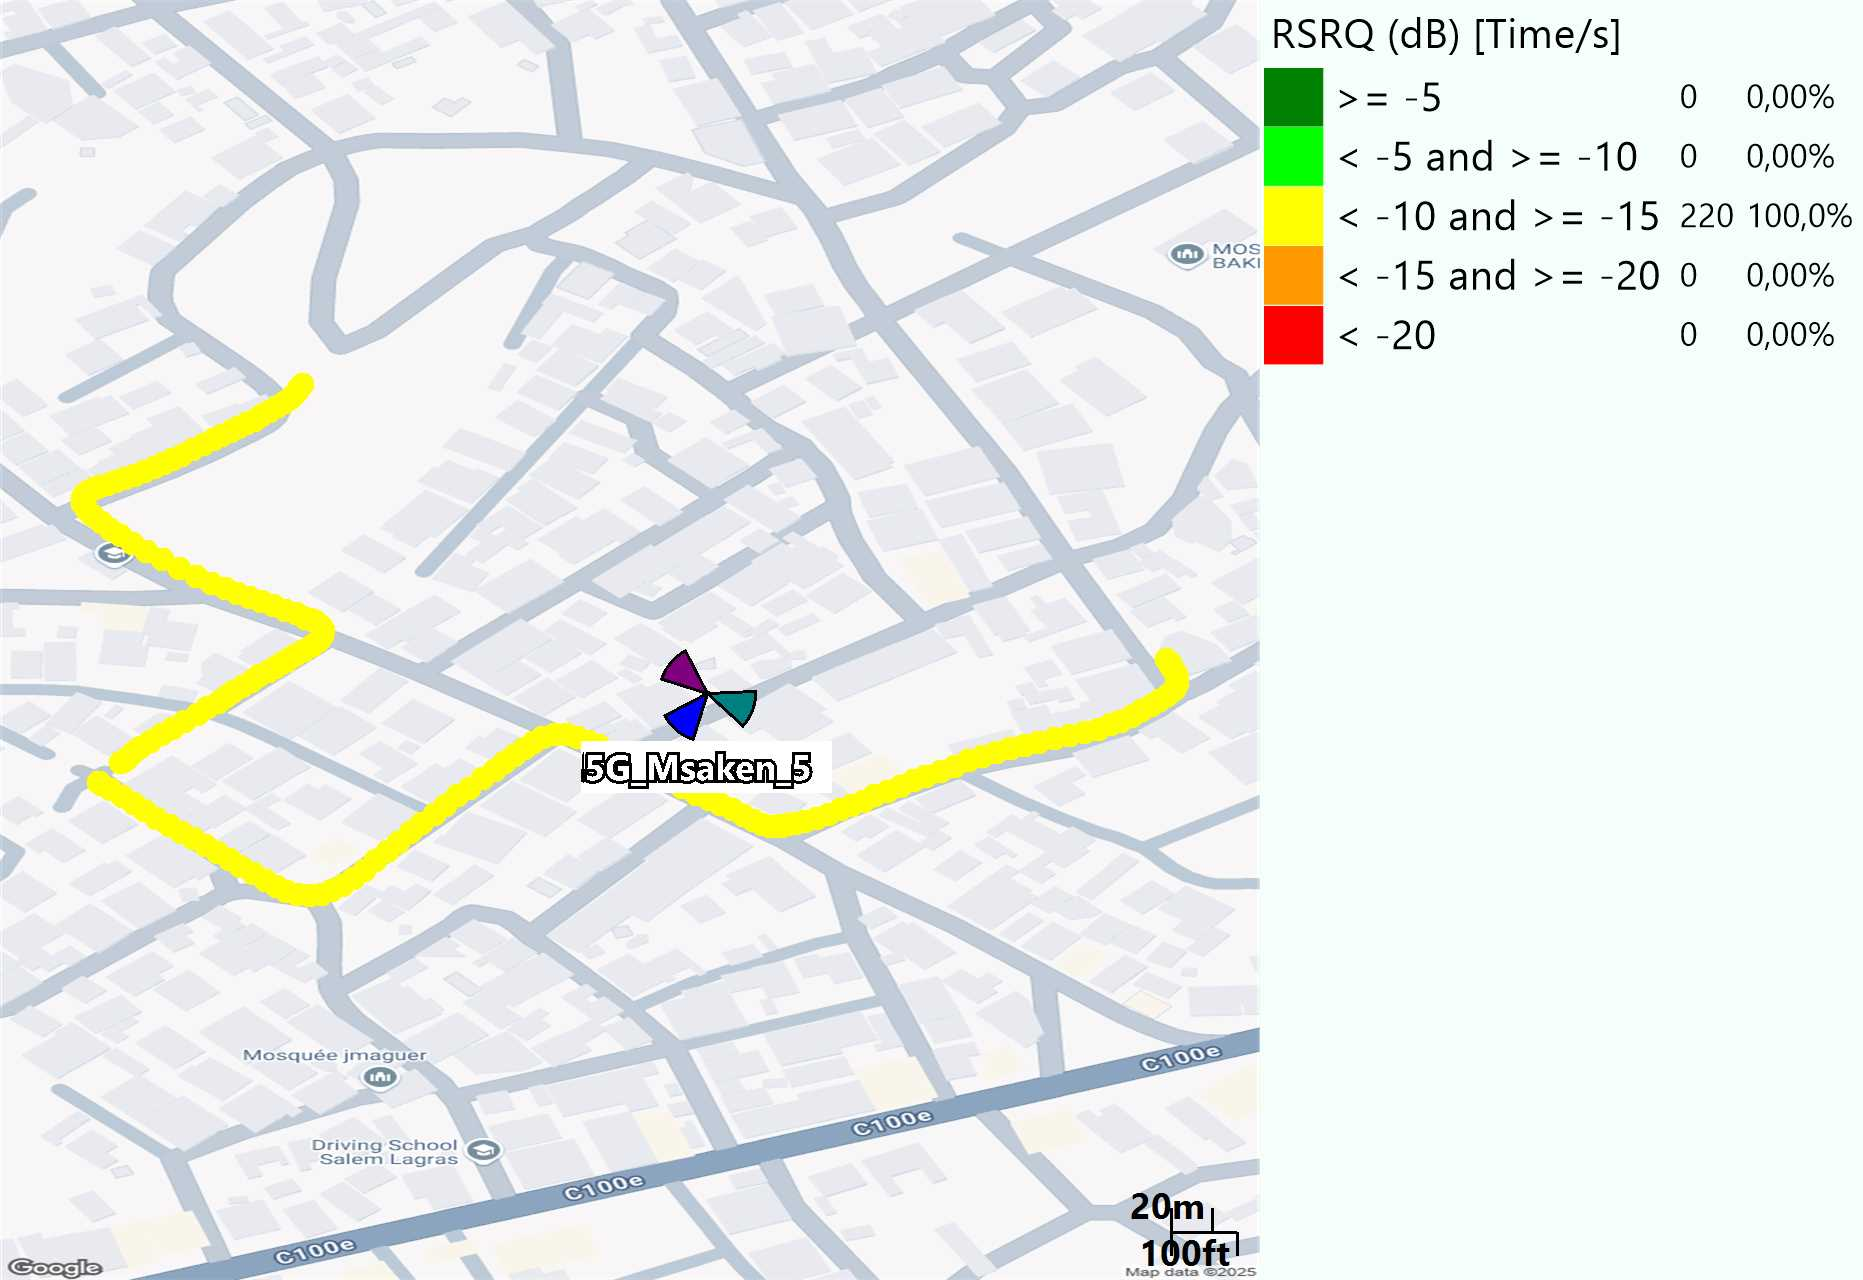 RSRQ (dB) [Time/s]
>= -5 0 0,00%
< -5 and >= -10 0 0,00%
< -10 and >= -15 220 100,0%
< -15 and >= -20 0 0,00%
< -20 0 0,00%
MOS
BAKI
5G_Msaken_5
Mosquée jmaguer
C100e
C100e
Driving School
Salem Lagras
C100e
C100e
20m
100ft
Google
Map data ©2025